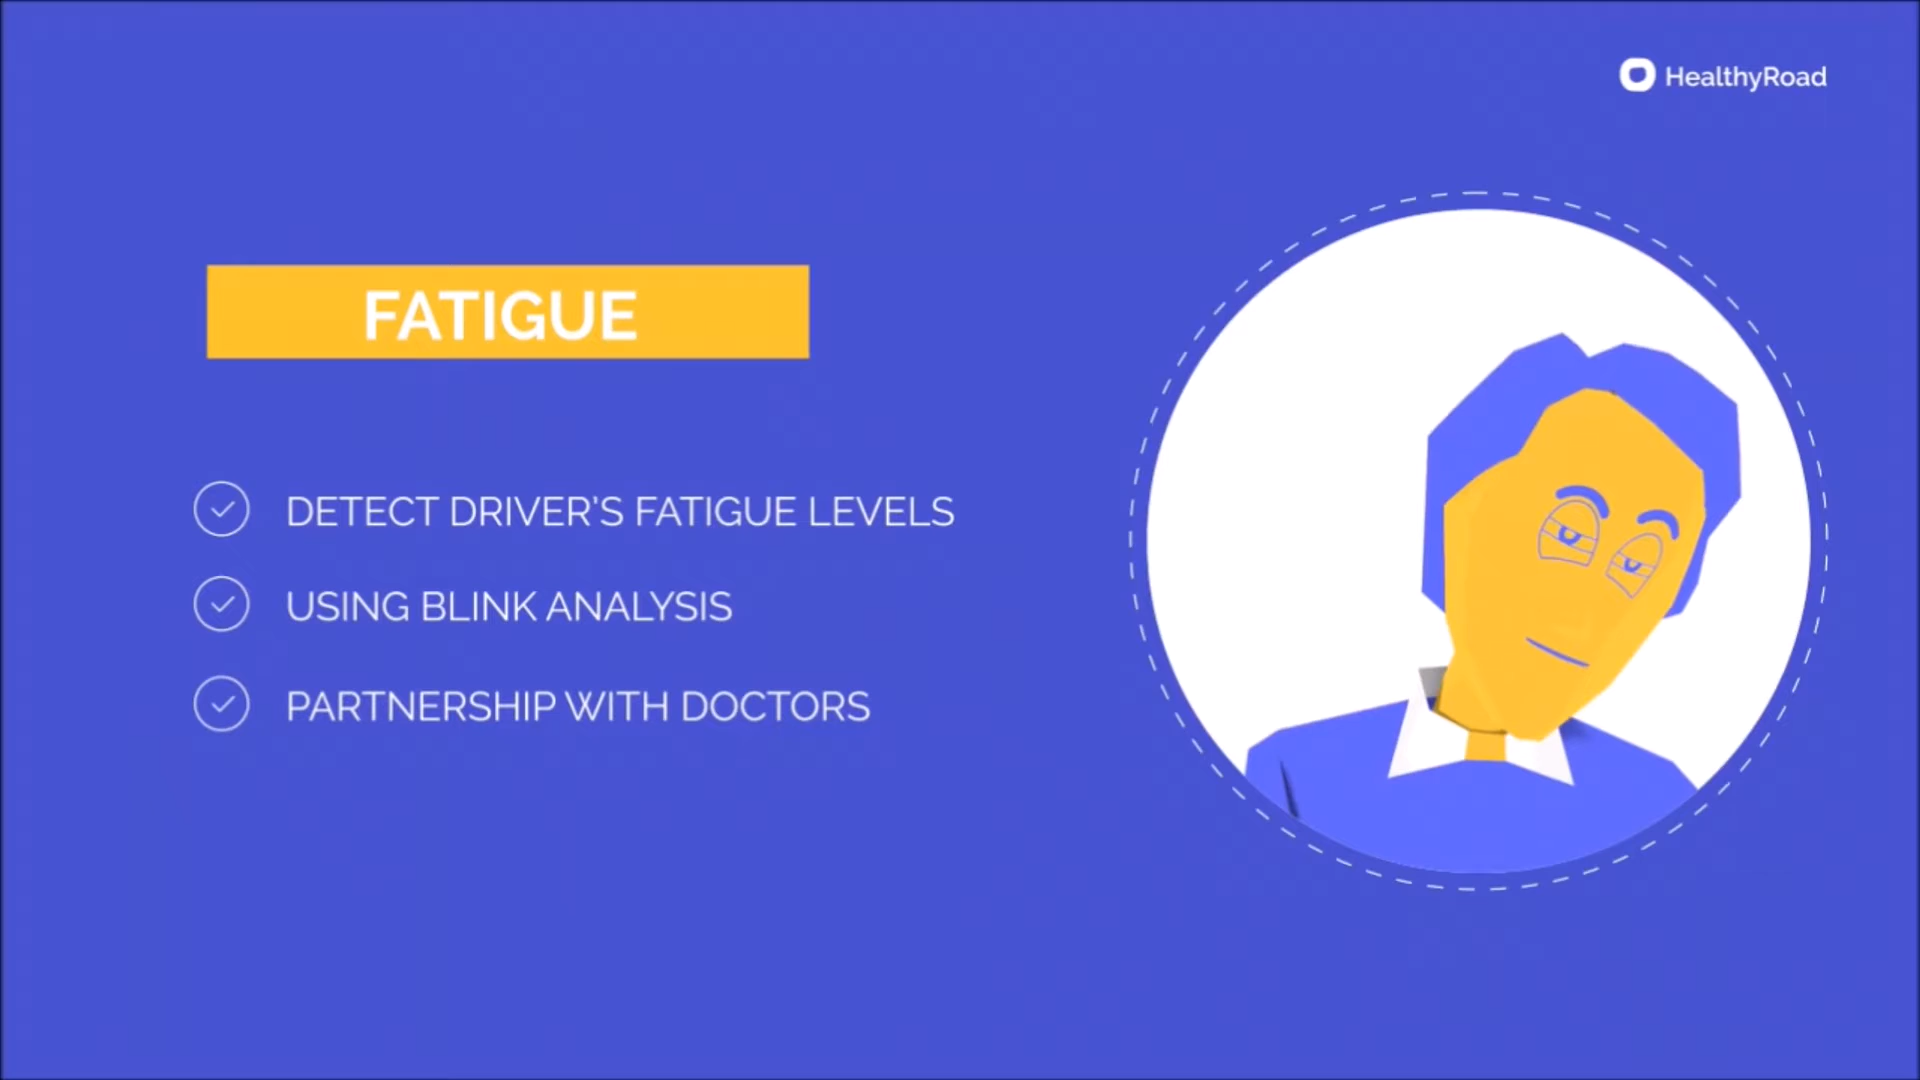 HealthyRoad
FATIGUE
DETECT DRIVER'S FATIGUE LEVELS
USING BLINK ANALYSIS
PARTNERSHIP WITH DOCTORS